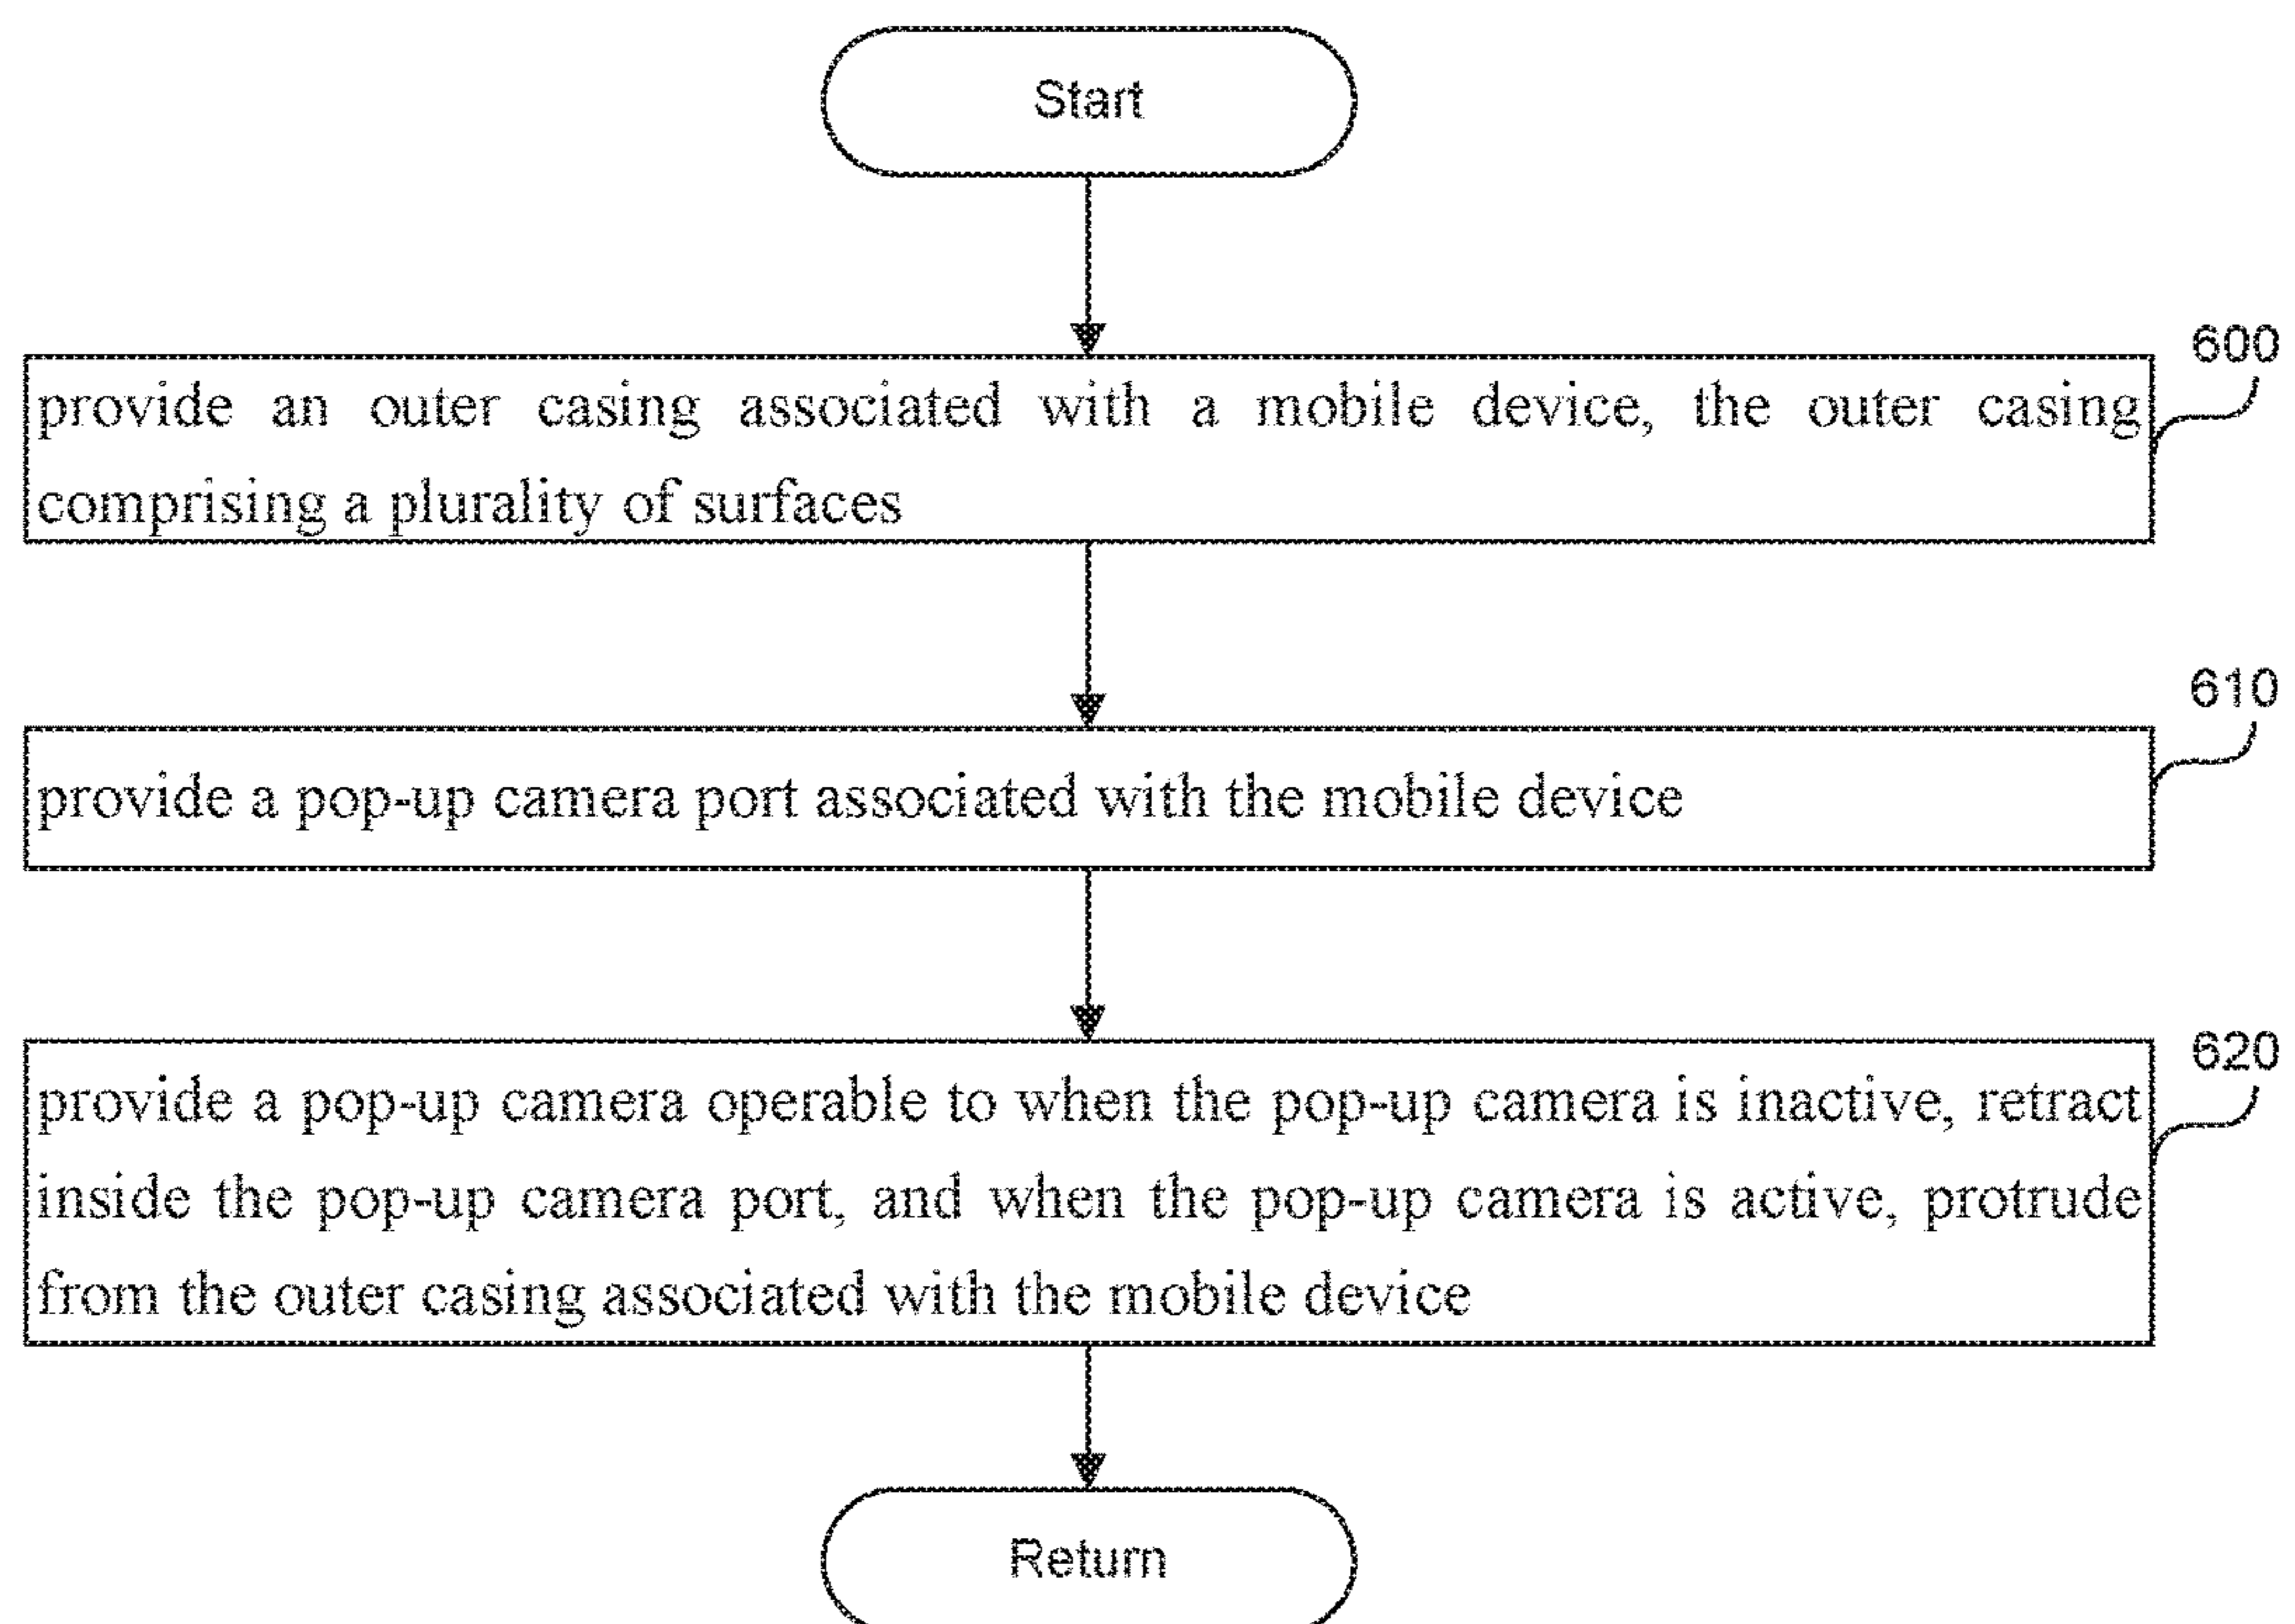 Start
600
provide an outer casing associated with a mobile device, the outer casing
comprising a plurality of surfaces
610
provide a pop-up camera port associated with the mobile device
620
provide a pop-up camera operable to when the pop-up camera is inactive, retract
inside the pop-up camera port, and when the pop-up camera is active, protrude
from the outer casing associated with the mobile device
Return